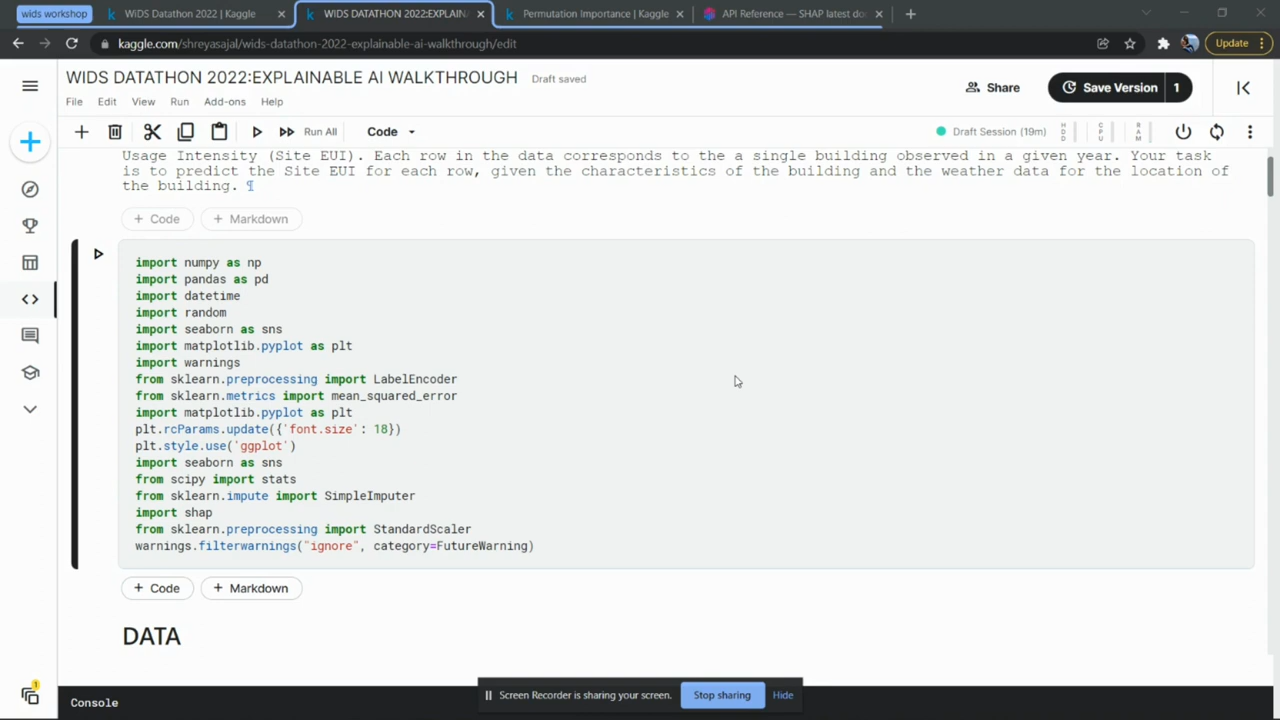 wids workshop
WiDS Datathon 2022 | Kaggle
WIDS DATATHON 2022:EXPLAIN
Permutation Importance | Kaggle
API Reference — SHAP latest do
kaggle.com/shreyasajal/wids-datathon-2022-explainable-ai-walkthrough/edit
Update
WIDS DATATHON 2022:EXPLAINABLE AI WALKTHROUGH
Draft saved
File Edit View Run Add-ons Help
Share
Save Version 1
Run All
Code
Draft Session (19m)
HDD
CPU
RAM
Usage Intensity (Site EUI). Each row in the data corresponds to the a single building observed in a given year. Your task
is to predict the Site EUI for each row, given the characteristics of the building and the weather data for the location of
the building. ¶
+ Code + Markdown
import numpy as np
import pandas as pd
import datetime
import random
import seaborn as sns
import matplotlib.pyplot as plt
import warnings
from sklearn.preprocessing import LabelEncoder
from sklearn.metrics import mean_squared_error
import matplotlib.pyplot as plt
plt.rcParams.update({'font.size': 18})
plt.style.use('ggplot')
import seaborn as sns
from scipy import stats
from sklearn.impute import SimpleImputer
import shap
from sklearn.preprocessing import StandardScaler
warnings.filterwarnings("ignore", category=FutureWarning)
+ Code + Markdown
DATA
1
Console
Screen Recorder is sharing your screen.
Stop sharing
Hide